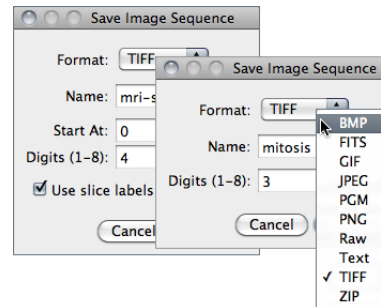 Save Image Sequence
Format: TIFF
Name: mri-s
Start At: 0
Digits (1-8): 4
Use slice labels
Cancel
Save Image Sequence
Format: TIFF
Name: mitosis
Digits (1-8): 3
Cancel
BMP
FITS
GIF
JPEG
PGM
PNG
Raw
Text
✓ TIFF
ZIP